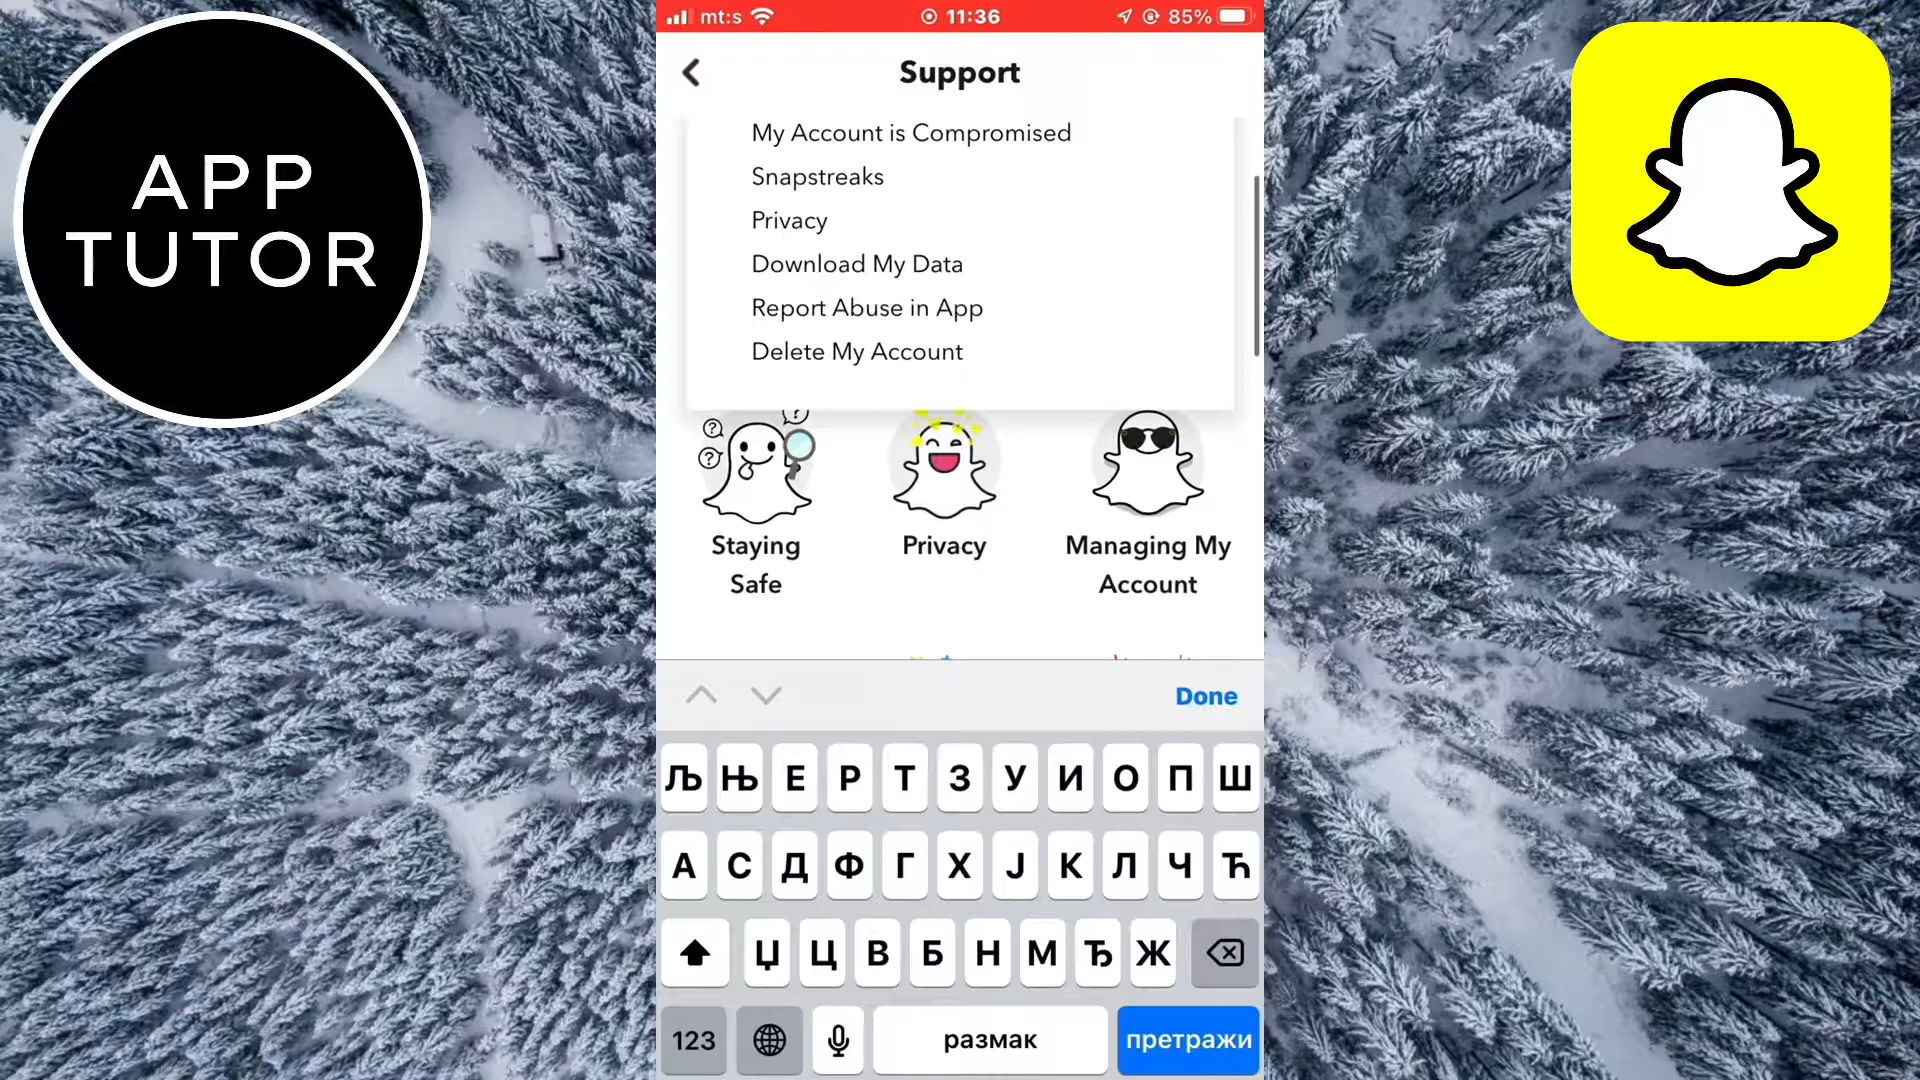 APP
TUTOR
mt:s 11:36 85%
Support
My Account is Compromised
Snapstreaks
Privacy
Download My Data
Report Abuse in App
Delete My Account
? ?
?
Staying
Safe
Privacy
Managing My
Account
Done
Љ Њ Е Р Т З У И О П Ш
А С Д Ф Г Х Ј К Л Ч Ћ
Џ Ц В Б Н М Ђ Ж
123 размак претражи